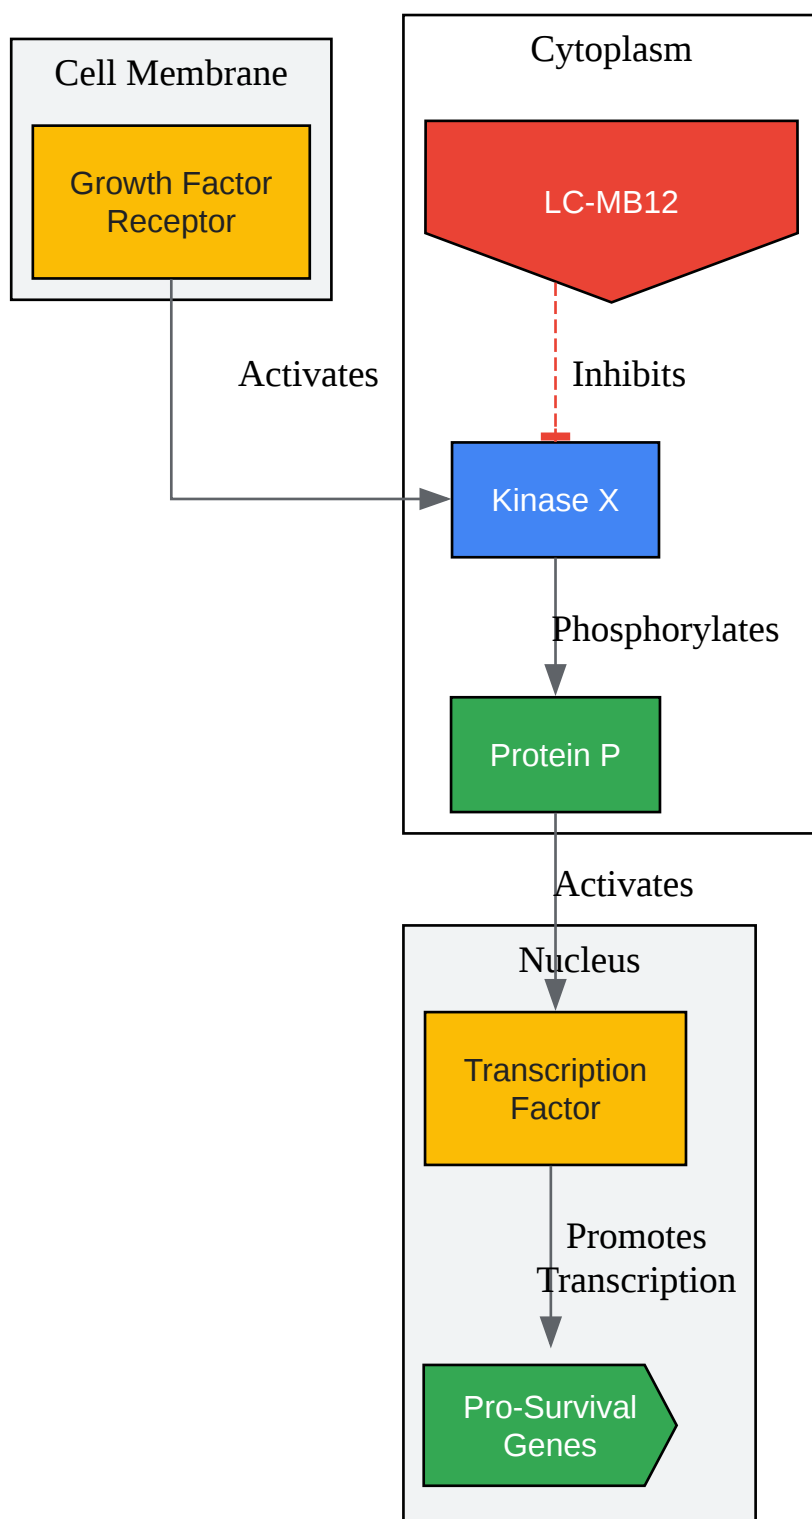 Cytoplasm
Cell Membrane
Growth Factor
Receptor
LC-MB12
Activates
Inhibits
Kinase X
Phosphorylates
Protein P
Activates
Nucleus
Transcription
Factor
Promotes
Transcription
Pro-Survival
Genes